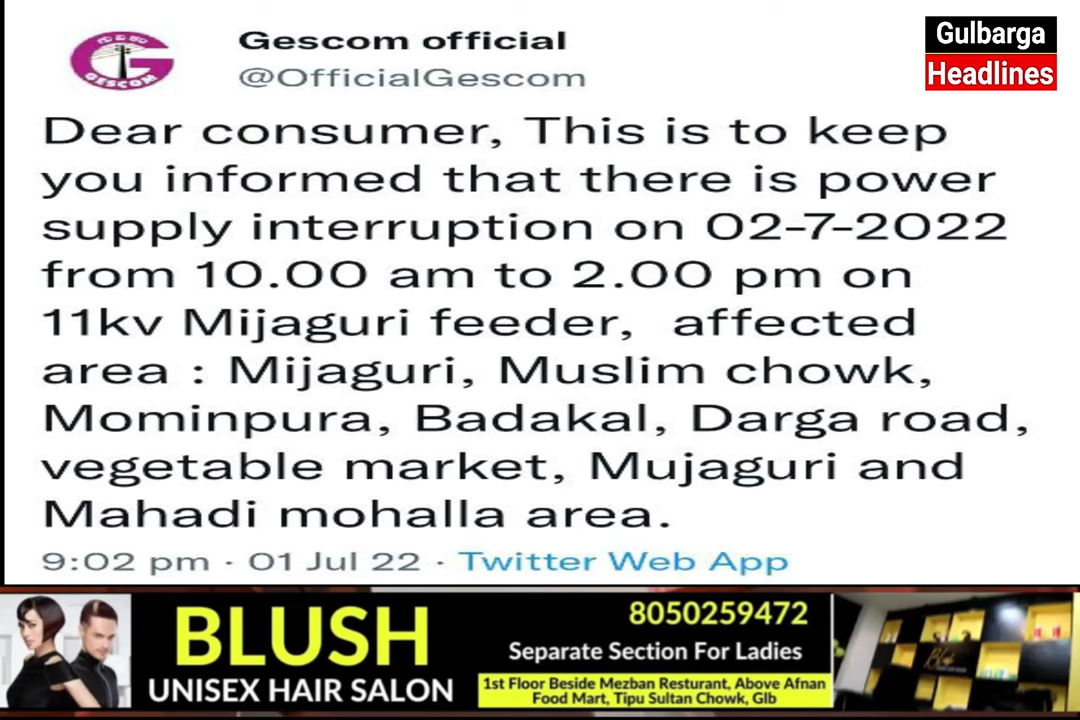 Gescom official
@OfficialGescom
Gulbarga
Headlines
GESCOM
Dear consumer, This is to keep
you informed that there is power
supply interruption on 02-7-2022
from 10.00 am to 2.00 pm on
11kv Mijaguri feeder, affected
area : Mijaguri, Muslim chowk,
Mominpura, Badakal, Darga road,
vegetable market, Mujaguri and
Mahadi mohalla area.
9:02 pm · 01 Jul 22 · Twitter Web App
BLUSH
UNISEX HAIR SALON
8050259472
Separate Section For Ladies
1st Floor Beside Mezban Resturant, Above Afnan
Food Mart, Tipu Sultan Chowk, Glb
Blush